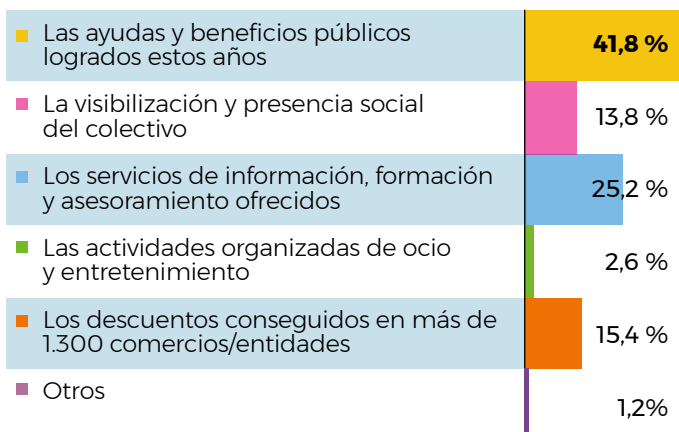 Las ayudas y beneficios públicos
logrados estos años
41,8 %
La visibilización y presencia social
del colectivo
13,8 %
Los servicios de información, formación
y asesoramiento ofrecidos
25,2 %
Las actividades organizadas de ocio
y entretenimiento
2,6 %
Los descuentos conseguidos en más de
1.300 comercios/entidades
15,4 %
Otros
1,2%